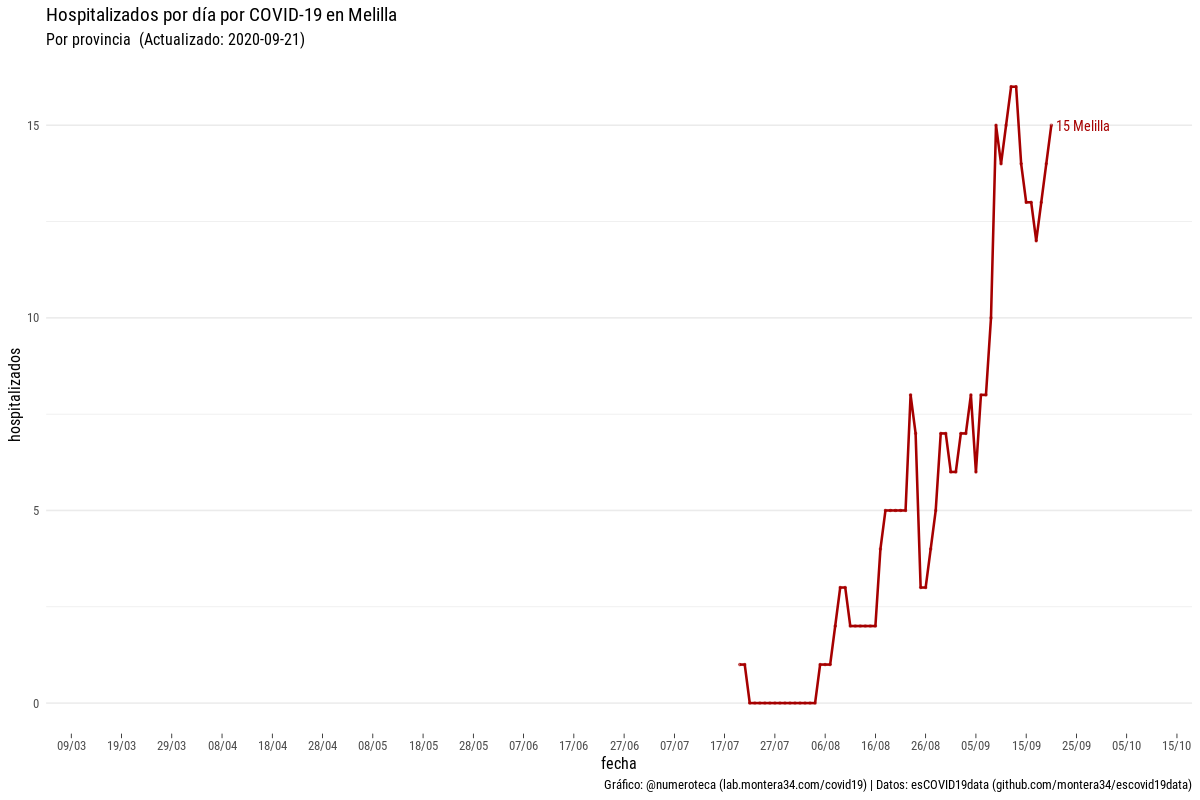 Hospitalizados por día por COVID-19 en Melilla
Por provincia (Actualizado: 2020-09-21)
15
10
5
0
hospitalizados
15 Melilla
09/03 19/03 29/03 08/04 18/04 28/04 08/05 18/05 28/05 07/06 17/06 27/06 07/07 17/07 27/07 06/08 16/08 26/08 05/09 15/09 25/09 05/10 15/10
fecha
Gráfico: @numeroteca (lab.montera34.com/covid19) | Datos: esCOVID19data (github.com/montera34/escovid19data)